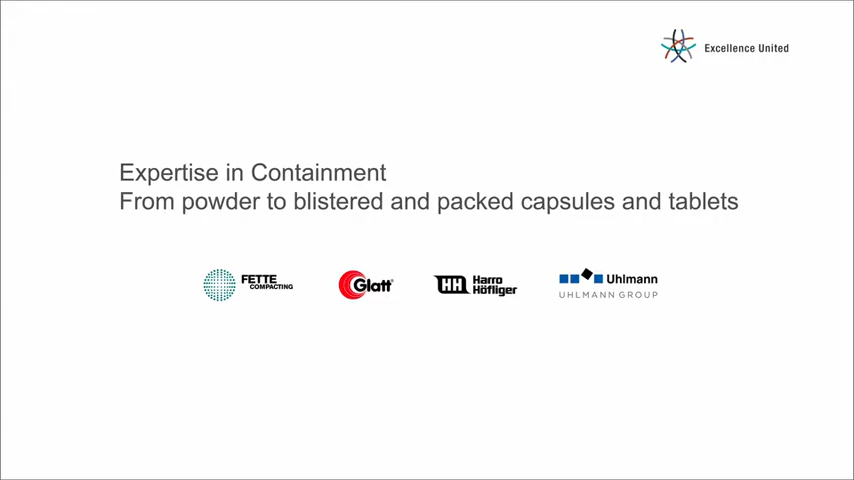 Excellence United
Expertise in Containment
From powder to blistered and packed capsules and tablets
FETTE
COMPACTING
Glatt®
HH Harro
Höfliger
Uhlmann
UHLMANN GROUP